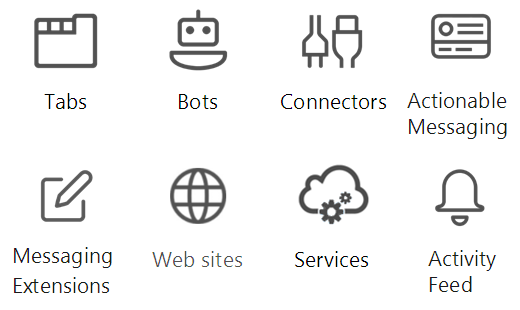 Tabs
Bots
Connectors
Actionable
Messaging
Messaging
Extensions
Web sites
Services
Activity
Feed